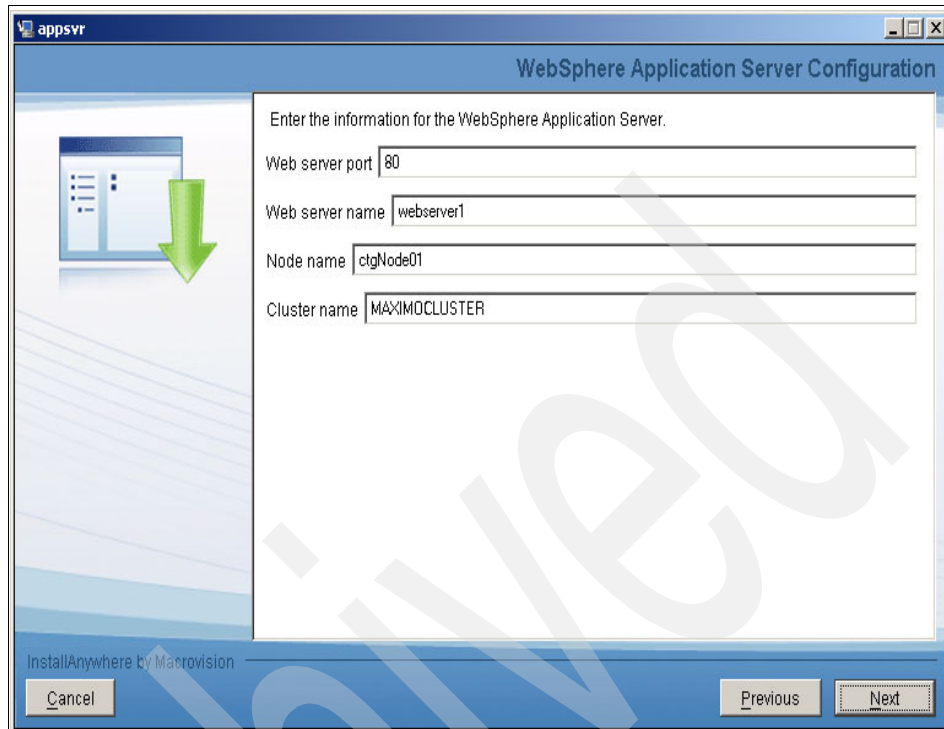 appsvr
WebSphere Application Server Configuration
Enter the information for the WebSphere Application Server.
Web server port 80
Web server name webserver1
Node name ctgNode01
Cluster name MAXIMOCLUSTER
hived
InstallAnywhere by Macrovision
Cancel
Previous
Next